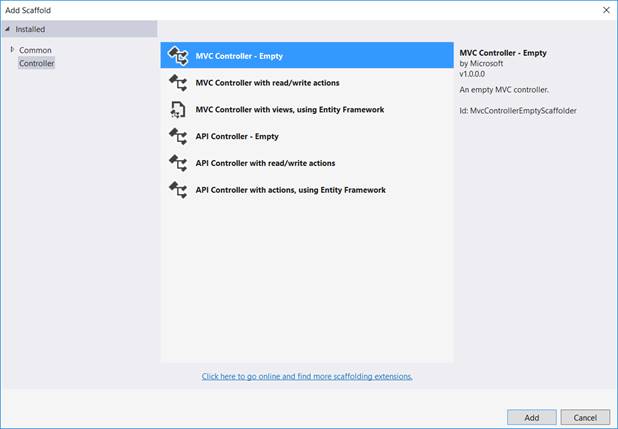 Add Scaffold
Installed
Common
Controller
MVC Controller - Empty
MVC Controller with read/write actions
MVC Controller with views, using Entity Framework
API Controller - Empty
API Controller with read/write actions
API Controller with actions, using Entity Framework
Click here to go online and find more scaffolding extensions.
MVC Controller - Empty
by Microsoft
v1.0.0.0
An empty MVC controller.
Id: MvcControllerEmptyScaffolder
Add
Cancel